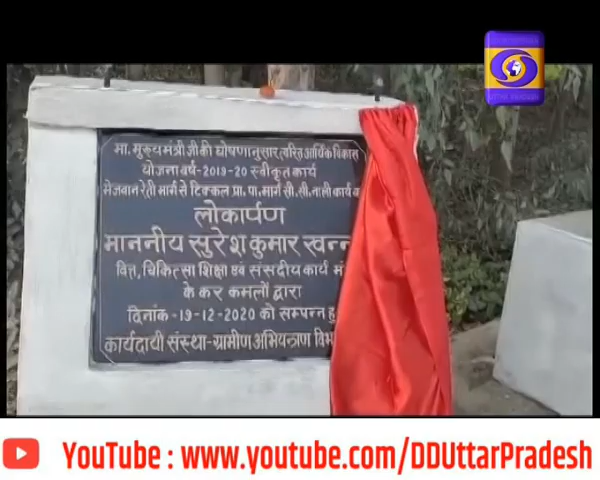 मा. मुख्यमंत्री जी की घोषणानुसार त्वरित आर्थिक विकास
योजना वर्ष-2019-20 स्वीकृत कार्य
मेजवान रेती मार्ग से टिक्कल प्रा. पा. मार्ग सी. सी. नाली कार्य
लोकार्पण
माननीय सुरेश कुमार खन्न
वित्त, चिकित्सा शिक्षा एवं संसदीय कार्य मं
के कर कमलों द्वारा
दिनांक -19-12-2020 को सम्पन्न हु
कार्यदायी संस्था-ग्रामीण अभियन्त्रण विभ
YouTube : www.youtube.com/DDUttarPradesh